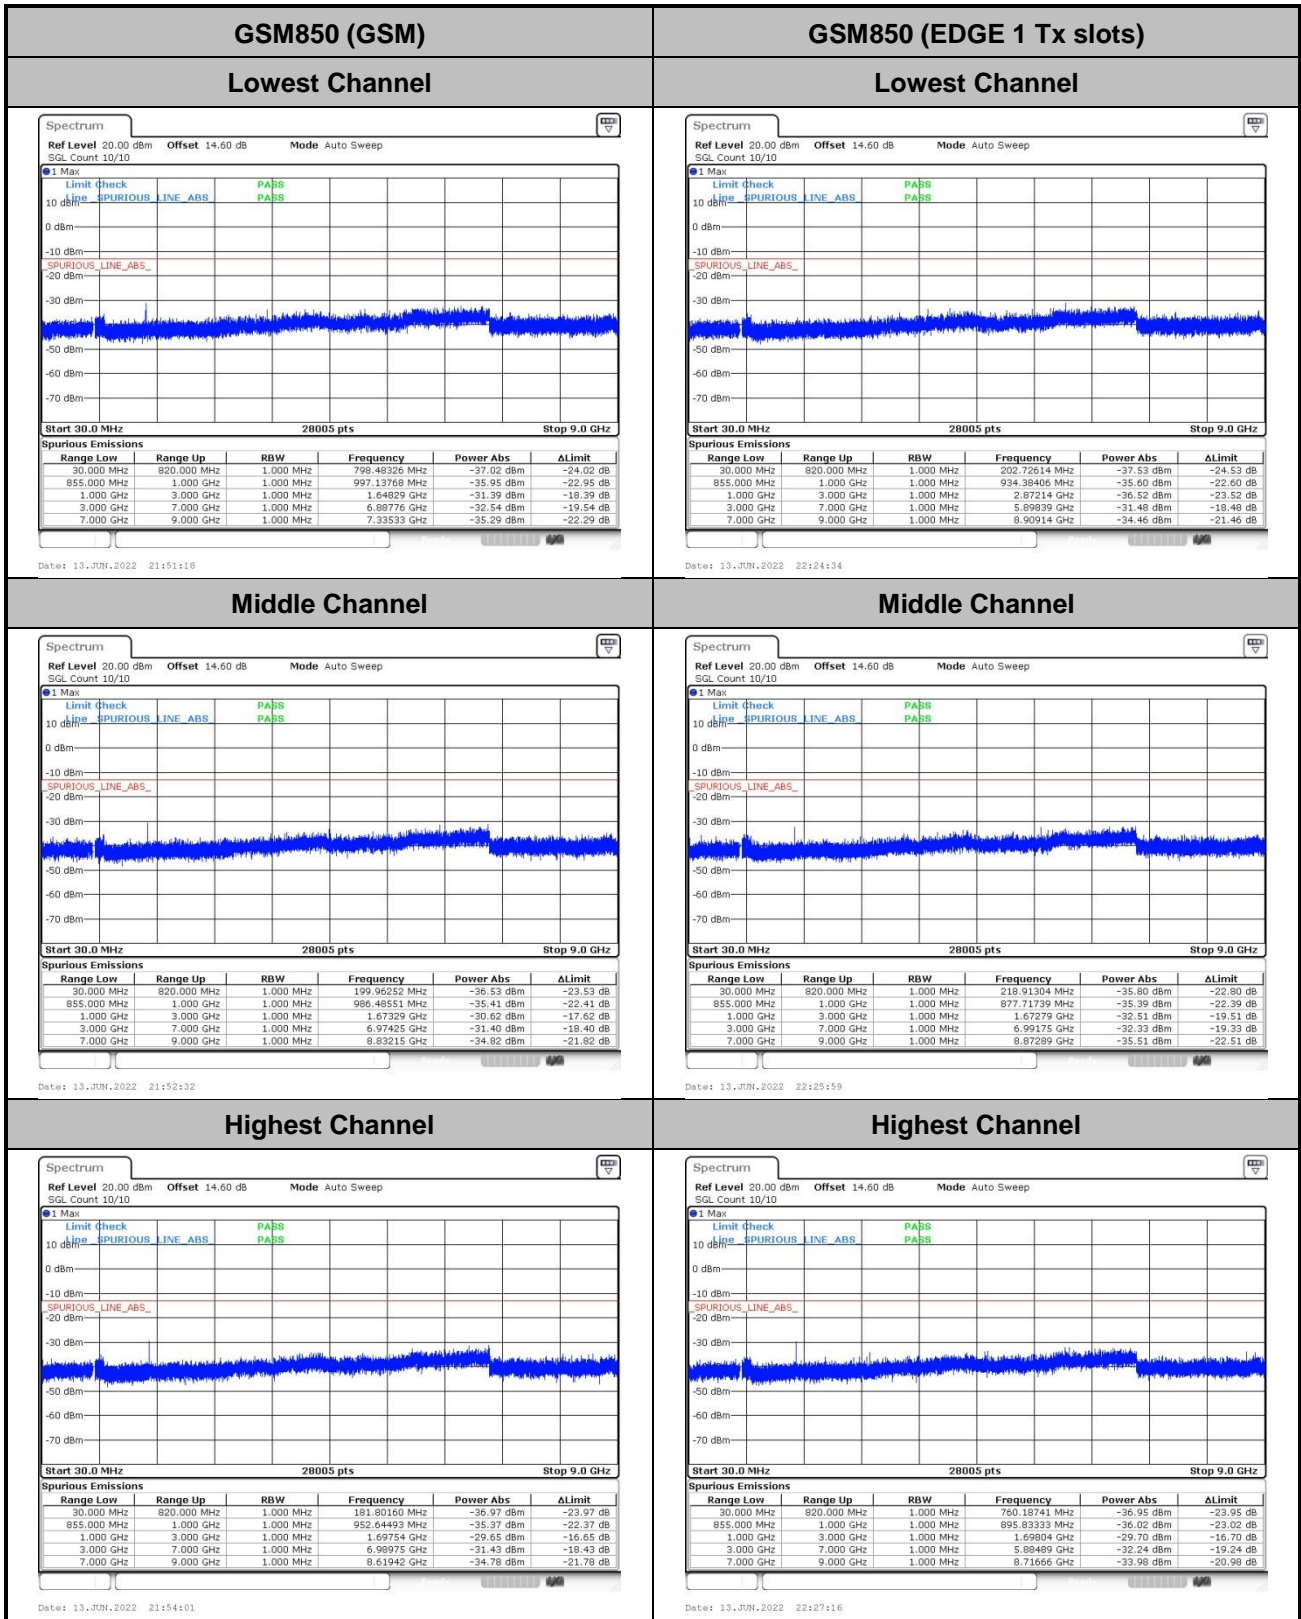 GSM850 (GSM)
GSM850 (EDGE 1 Tx slots)
Lowest Channel
Lowest Channel
Spectrum
Ref Level 20.00 dBm Offset 14.60 dB Mode Auto Sweep
SGL Count 10/10
1 Max
Limit Check PASS
10 dBm Line _SPURIOUS_LINE_ABS_ PASS
0 dBm
-10 dBm
_SPURIOUS_LINE_ABS_
-20 dBm
-30 dBm
-50 dBm
-60 dBm
-70 dBm
Start 30.0 MHz 28005 pts Stop 9.0 GHz
Spurious Emissions
Range Low Range Up RBW Frequency Power Abs ΔLimit
30.000 MHz 820.000 MHz 1.000 MHz 798.48326 MHz -37.02 dBm -24.02 dB
855.000 MHz 1.000 GHz 1.000 MHz 997.13768 MHz -35.95 dBm -22.95 dB
1.000 GHz 3.000 GHz 1.000 MHz 1.64829 GHz -31.39 dBm -18.39 dB
3.000 GHz 7.000 GHz 1.000 MHz 6.88776 GHz -32.54 dBm -19.54 dB
7.000 GHz 9.000 GHz 1.000 MHz 7.33533 GHz -35.29 dBm -22.29 dB
Date: 13.JUN.2022 21:51:18
Spectrum
Ref Level 20.00 dBm Offset 14.60 dB Mode Auto Sweep
SGL Count 10/10
1 Max
Limit Check PASS
10 dBm Line _SPURIOUS_LINE_ABS_ PASS
0 dBm
-10 dBm
_SPURIOUS_LINE_ABS_
-20 dBm
-30 dBm
-50 dBm
-60 dBm
-70 dBm
Start 30.0 MHz 28005 pts Stop 9.0 GHz
Spurious Emissions
Range Low Range Up RBW Frequency Power Abs ΔLimit
30.000 MHz 820.000 MHz 1.000 MHz 202.72614 MHz -37.53 dBm -24.53 dB
855.000 MHz 1.000 GHz 1.000 MHz 934.38406 MHz -35.60 dBm -22.60 dB
1.000 GHz 3.000 GHz 1.000 MHz 2.87214 GHz -36.52 dBm -23.52 dB
3.000 GHz 7.000 GHz 1.000 MHz 5.89839 GHz -31.48 dBm -18.48 dB
7.000 GHz 9.000 GHz 1.000 MHz 8.90914 GHz -34.46 dBm -21.46 dB
Date: 13.JUN.2022 22:24:34
Middle Channel
Middle Channel
Spectrum
Ref Level 20.00 dBm Offset 14.60 dB Mode Auto Sweep
SGL Count 10/10
1 Max
Limit Check PASS
10 dBm Line _SPURIOUS_LINE_ABS_ PASS
0 dBm
-10 dBm
_SPURIOUS_LINE_ABS_
-20 dBm
-30 dBm
-50 dBm
-60 dBm
-70 dBm
Start 30.0 MHz 28005 pts Stop 9.0 GHz
Spurious Emissions
Range Low Range Up RBW Frequency Power Abs ΔLimit
30.000 MHz 820.000 MHz 1.000 MHz 199.96252 MHz -36.53 dBm -23.53 dB
855.000 MHz 1.000 GHz 1.000 MHz 986.48551 MHz -35.41 dBm -22.41 dB
1.000 GHz 3.000 GHz 1.000 MHz 1.67329 GHz -30.62 dBm -17.62 dB
3.000 GHz 7.000 GHz 1.000 MHz 6.97425 GHz -31.40 dBm -18.40 dB
7.000 GHz 9.000 GHz 1.000 MHz 8.83215 GHz -34.82 dBm -21.82 dB
Date: 13.JUN.2022 21:52:32
Spectrum
Ref Level 20.00 dBm Offset 14.60 dB Mode Auto Sweep
SGL Count 10/10
1 Max
Limit Check PASS
10 dBm Line _SPURIOUS_LINE_ABS_ PASS
0 dBm
-10 dBm
_SPURIOUS_LINE_ABS_
-20 dBm
-30 dBm
-50 dBm
-60 dBm
-70 dBm
Start 30.0 MHz 28005 pts Stop 9.0 GHz
Spurious Emissions
Range Low Range Up RBW Frequency Power Abs ΔLimit
30.000 MHz 820.000 MHz 1.000 MHz 218.91304 MHz -35.80 dBm -22.80 dB
855.000 MHz 1.000 GHz 1.000 MHz 877.71739 MHz -35.39 dBm -22.39 dB
1.000 GHz 3.000 GHz 1.000 MHz 1.67279 GHz -32.51 dBm -19.51 dB
3.000 GHz 7.000 GHz 1.000 MHz 6.99175 GHz -32.33 dBm -19.33 dB
7.000 GHz 9.000 GHz 1.000 MHz 8.87289 GHz -35.51 dBm -22.51 dB
Date: 13.JUN.2022 22:25:59
Highest Channel
Highest Channel
Spectrum
Ref Level 20.00 dBm Offset 14.60 dB Mode Auto Sweep
SGL Count 10/10
1 Max
Limit Check PASS
10 dBm Line _SPURIOUS_LINE_ABS_ PASS
0 dBm
-10 dBm
_SPURIOUS_LINE_ABS_
-20 dBm
-30 dBm
-50 dBm
-60 dBm
-70 dBm
Start 30.0 MHz 28005 pts Stop 9.0 GHz
Spurious Emissions
Range Low Range Up RBW Frequency Power Abs ΔLimit
30.000 MHz 820.000 MHz 1.000 MHz 181.80160 MHz -36.97 dBm -23.97 dB
855.000 MHz 1.000 GHz 1.000 MHz 952.64493 MHz -35.37 dBm -22.37 dB
1.000 GHz 3.000 GHz 1.000 MHz 1.69754 GHz -29.65 dBm -16.65 dB
3.000 GHz 7.000 GHz 1.000 MHz 6.98975 GHz -31.43 dBm -18.43 dB
7.000 GHz 9.000 GHz 1.000 MHz 8.61942 GHz -34.78 dBm -21.78 dB
Date: 13.JUN.2022 21:54:01
Spectrum
Ref Level 20.00 dBm Offset 14.60 dB Mode Auto Sweep
SGL Count 10/10
1 Max
Limit Check PASS
10 dBm Line _SPURIOUS_LINE_ABS_ PASS
0 dBm
-10 dBm
_SPURIOUS_LINE_ABS_
-20 dBm
-30 dBm
-50 dBm
-60 dBm
-70 dBm
Start 30.0 MHz 28005 pts Stop 9.0 GHz
Spurious Emissions
Range Low Range Up RBW Frequency Power Abs ΔLimit
30.000 MHz 820.000 MHz 1.000 MHz 760.18741 MHz -36.95 dBm -23.95 dB
855.000 MHz 1.000 GHz 1.000 MHz 895.83333 MHz -36.02 dBm -23.02 dB
1.000 GHz 3.000 GHz 1.000 MHz 1.69804 GHz -29.70 dBm -16.70 dB
3.000 GHz 7.000 GHz 1.000 MHz 5.88489 GHz -32.24 dBm -19.24 dB
7.000 GHz 9.000 GHz 1.000 MHz 8.71666 GHz -33.98 dBm -20.98 dB
Date: 13.JUN.2022 22:27:16